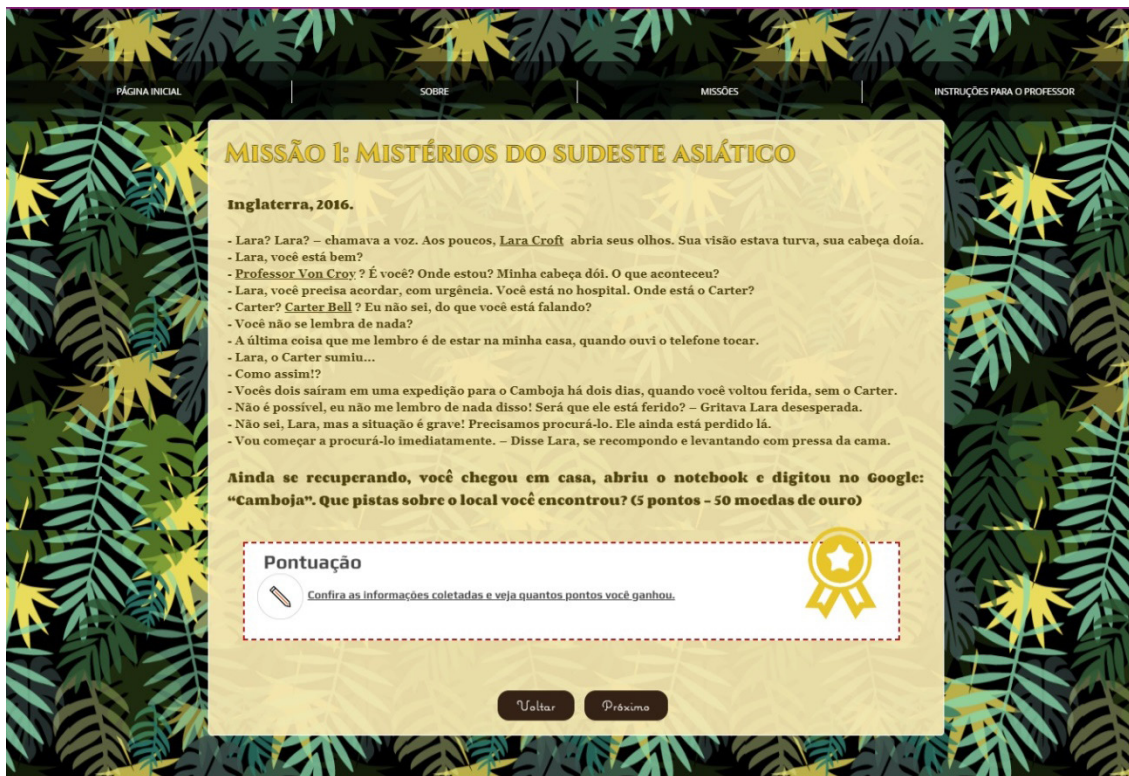 PÁGINA INICIAL
SOBRE
MISSÕES
INSTRUÇÕES PARA O PROFESSOR
Missão 1: Mistérios do sudeste asiático
Inglaterra, 2016.
- Lara? Lara? – chamava a voz. Aos poucos, Lara Croft abria seus olhos. Sua visão estava turva, sua cabeça doía.
- Lara, você está bem?
- Professor Von Croy ? É você? Onde estou? Minha cabeça dói. O que aconteceu?
- Lara, você precisa acordar, com urgência. Você está no hospital. Onde está o Carter?
- Carter? Carter Bell ? Eu não sei, do que você está falando?
- Você não se lembra de nada?
- A última coisa que me lembro é de estar na minha casa, quando ouvi o telefone tocar.
- Lara, o Carter sumiu...
- Como assim!?
- Vocês dois saíram em uma expedição para o Camboja há dois dias, quando você voltou ferida, sem o Carter.
- Não é possível, eu não me lembro de nada disso! Será que ele está ferido? – Gritava Lara desesperada.
- Não sei, Lara, mas a situação é grave! Precisamos procurá-lo. Ele ainda está perdido lá.
- Vou começar a procurá-lo imediatamente. – Disse Lara, se recompondo e levantando com pressa da cama.
Ainda se recuperando, você chegou em casa, abriu o notebook e digitou no Google:
“Camboja”. Que pistas sobre o local você encontrou? (5 pontos – 50 moedas de ouro)
Pontuação
Confira as informações coletadas e veja quantos pontos você ganhou.
Voltar
Próximo